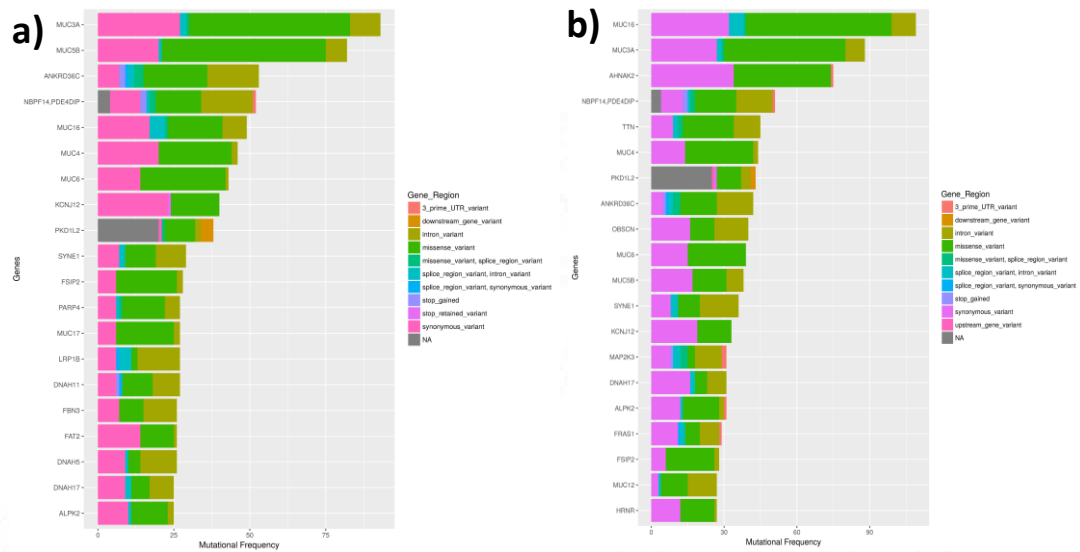 a)
MUC3A
MUC5B
ANKRD36C
NBPF14,PDE4DIP
MUC16
MUC4
MUC6
KCNJ12
PKD1L2
SYNE1
FSIP2
PARP4
MUC17
LRP1B
DNAH11
FBN3
FAT2
DNAH5
DNAH17
ALPK2
Genes
0 25 50 75
Mutational Frequency
Gene_Region
3_prime_UTR_variant
downstream_gene_variant
intron_variant
missense_variant
missense_variant, splice_region_variant
splice_region_variant, intron_variant
splice_region_variant, synonymous_variant
stop_gained
stop_retained_variant
synonymous_variant
NA
b)
MUC16
MUC3A
AHNAK2
NBPF14,PDE4DIP
TTN
MUC4
PKD1L2
ANKRD36C
OBSCN
MUC6
MUC5B
SYNE1
KCNJ12
MAP2K3
DNAH17
ALPK2
FRAS1
FSIP2
MUC12
HRNR
Genes
0 30 60 90
Mutational Frequency
Gene_Region
3_prime_UTR_variant
downstream_gene_variant
intron_variant
missense_variant
missense_variant, splice_region_variant
splice_region_variant, intron_variant
splice_region_variant, synonymous_variant
stop_gained
synonymous_variant
upstream_gene_variant
NA